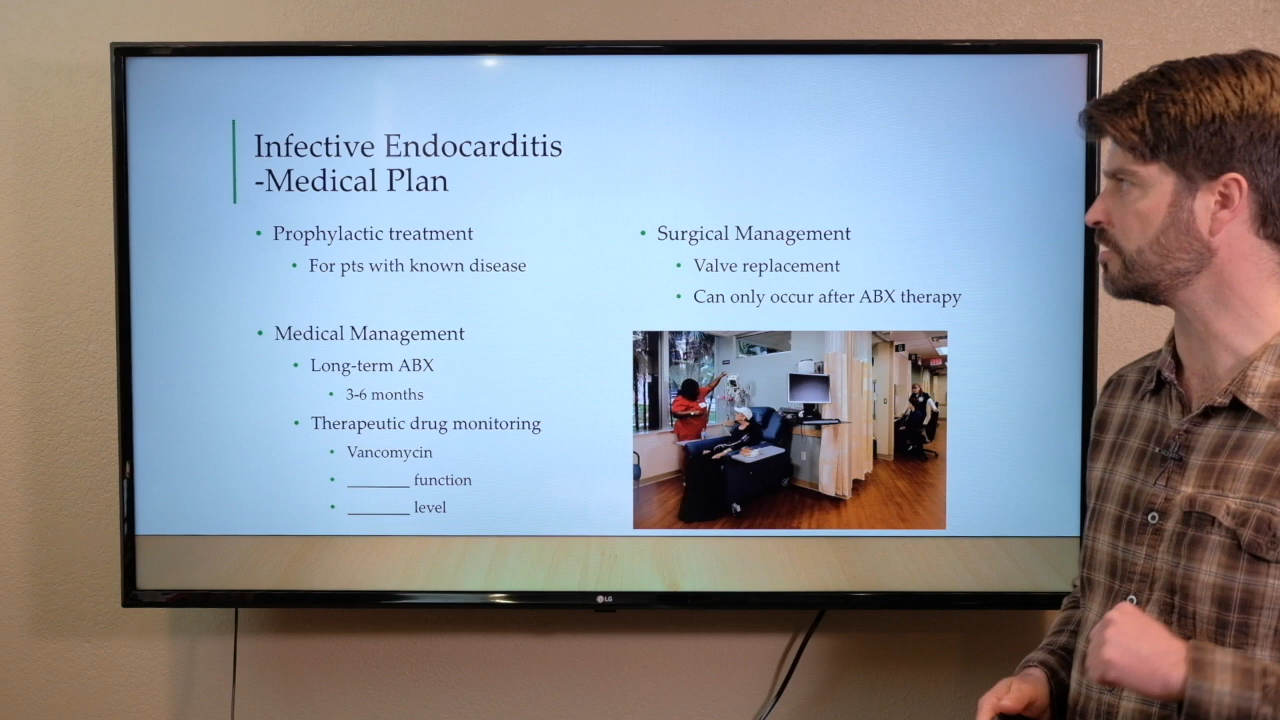 Infective Endocarditis
-Medical Plan
• Prophylactic treatment
• For pts with known disease
• Medical Management
• Long-term ABX
• 3-6 months
• Therapeutic drug monitoring
• Vancomycin
• ________ function
• ________ level
• Surgical Management
• Valve replacement
• Can only occur after ABX therapy
LG